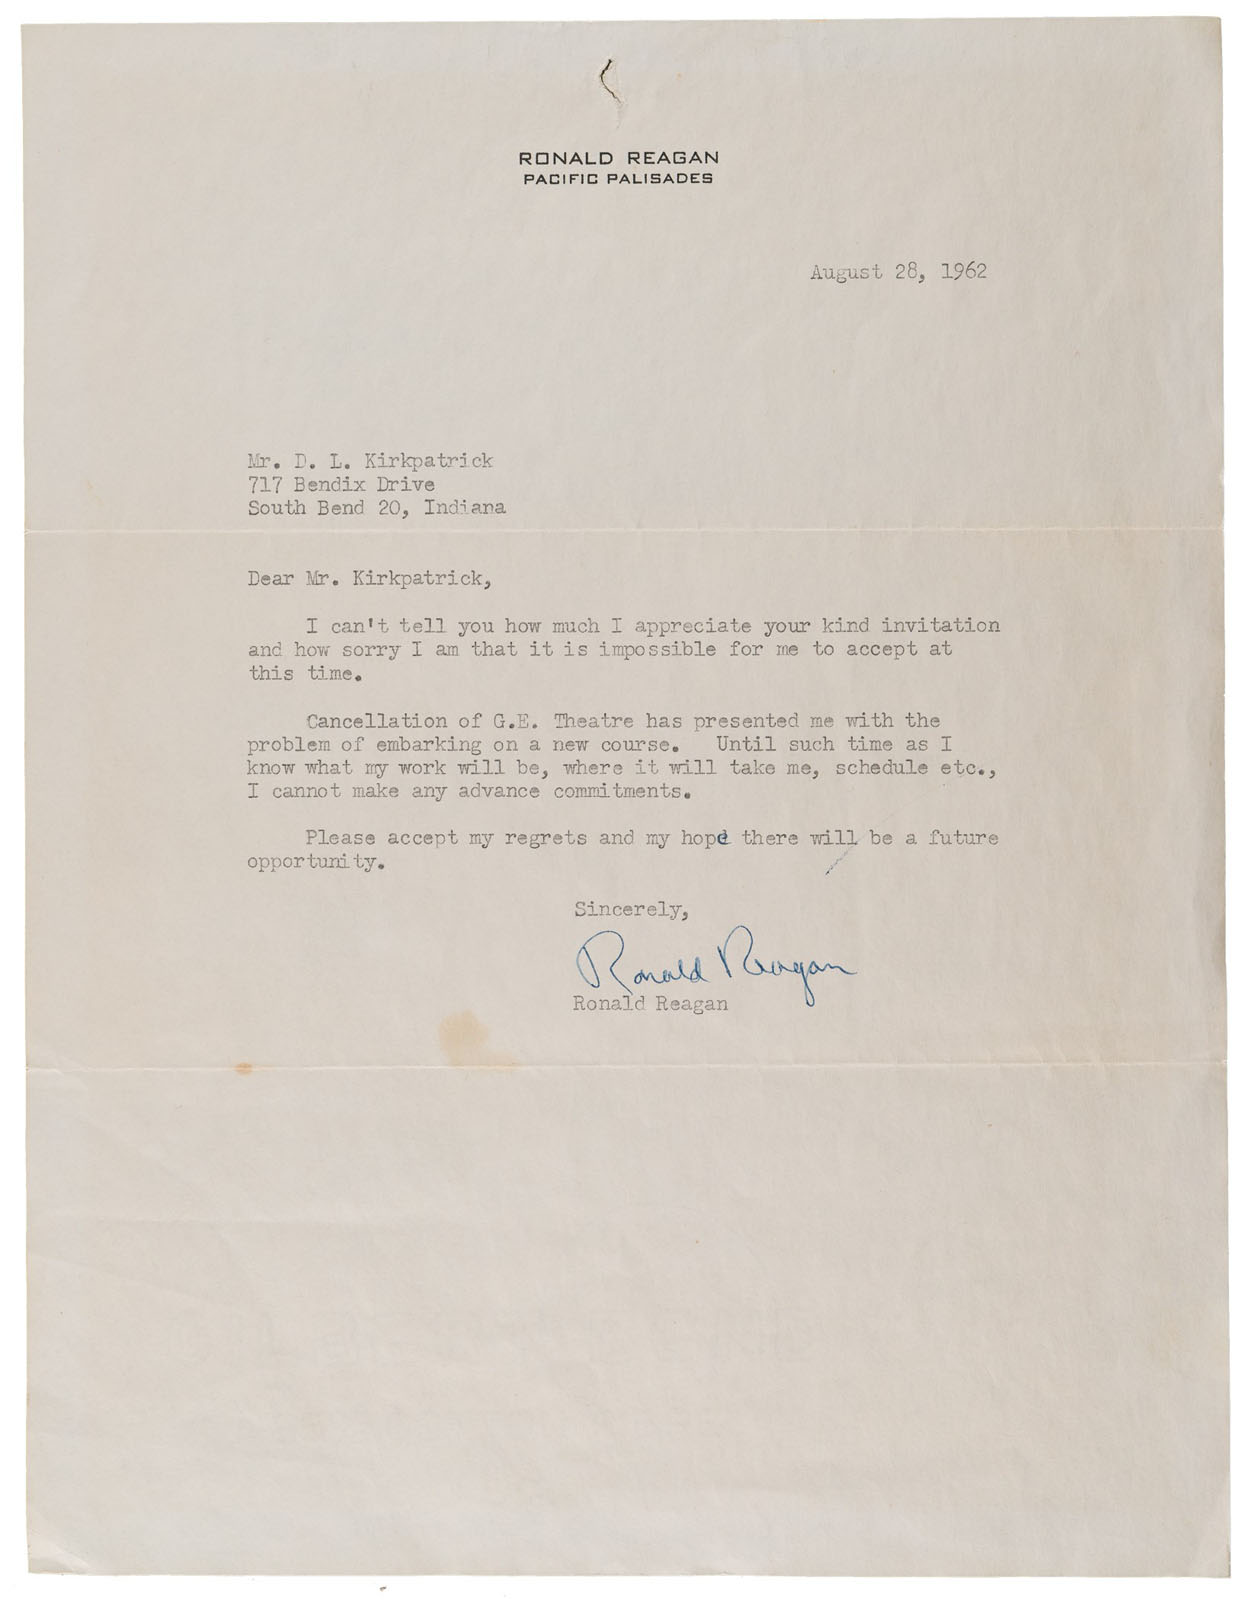 RONALD REAGAN
PACIFIC PALISADES
August 28, 1962
Mr. D. L. Kirkpatrick
717 Bendix Drive
South Bend 20, Indiana
Dear Mr. Kirkpatrick,
I can't tell you how much I appreciate your kind invitation
and how sorry I am that it is impossible for me to accept at
this time.
Cancellation of G.E. Theatre has presented me with the
problem of embarking on a new course. Until such time as I
know what my work will be, where it will take me, schedule etc.,
I cannot make any advance commitments.
Please accept my regrets and my hope there will be a future
opportunity.
Sincerely,
Ronald Reagan
Ronald Reagan